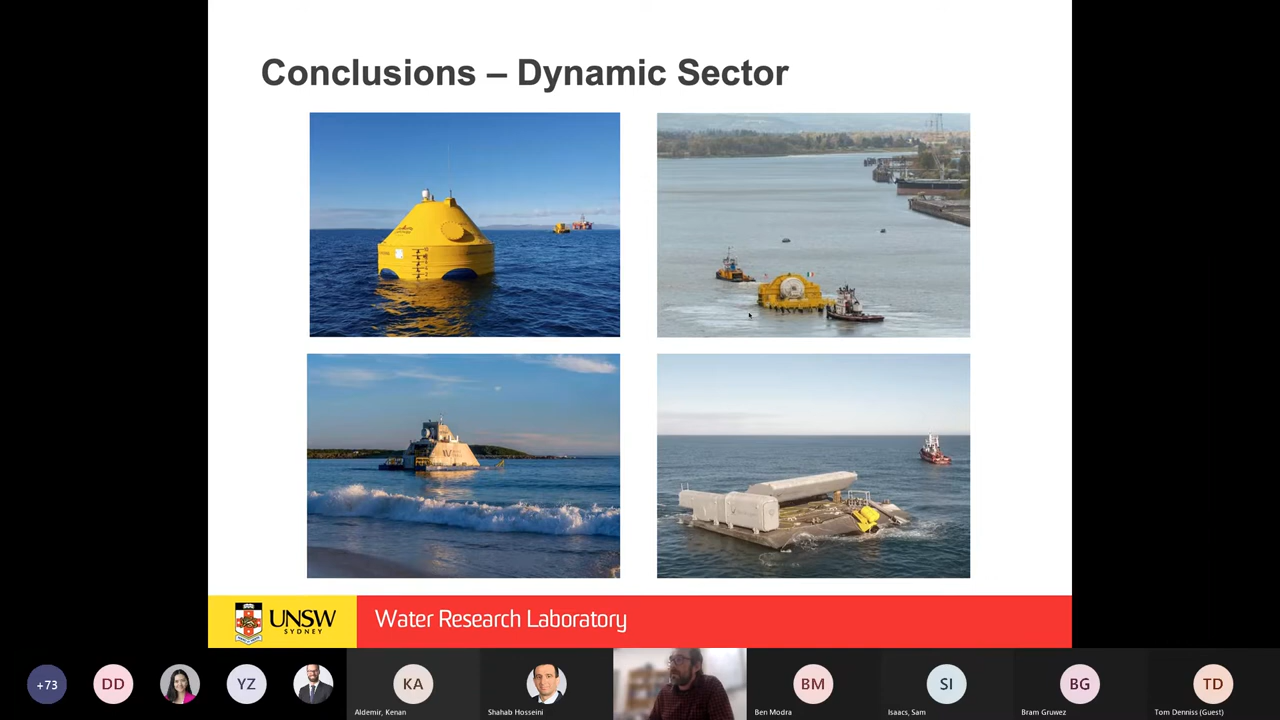 Conclusions – Dynamic Sector
UNSW
SYDNEY
Water Research Laboratory
+73
DD
YZ
KA
BM
SI
BG
TD
Aldemir, Kenan
Shahab Hosseini
Ben Modra
Isaacs, Sam
Bram Gruwez
Tom Denniss (Guest)